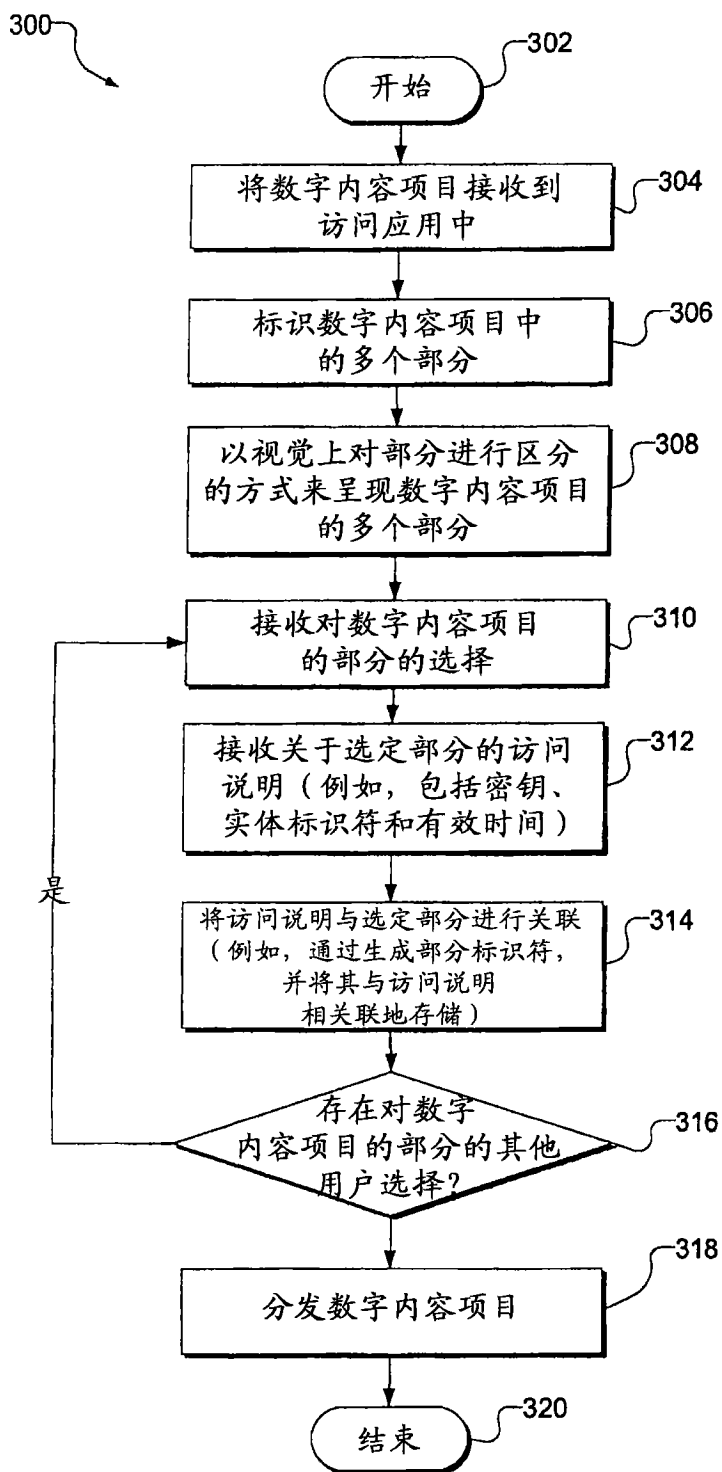 300
302
开始
将数字内容项目接收到
访问应用中
304
标识数字内容项目中
的多个部分
306
以视觉上对部分进行区分
的方式来呈现数字内容项目
的多个部分
308
接收对数字内容项目
的部分的选择
310
接收关于选定部分的访问
说明（例如，包括密钥、
实体标识符和有效时间）
312
将访问说明与选定部分进行关联
（例如，通过生成部分标识符，
并将其与访问说明
相关联地存储）
314
是
存在对数字
内容项目的部分的其他
用户选择？
316
分发数字内容项目
318
结束
320